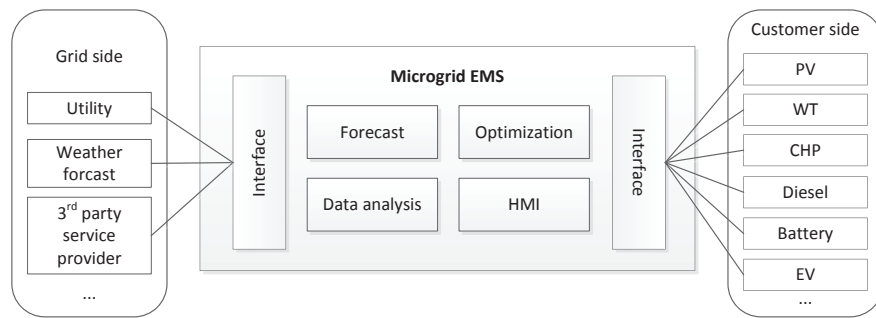 Grid side
Utility
Weather
forcast
3rd party
service
provider
...
Microgrid EMS
Interface
Forecast
Optimization
Data analysis
HMI
Interface
Customer side
PV
WT
CHP
Diesel
Battery
EV
...